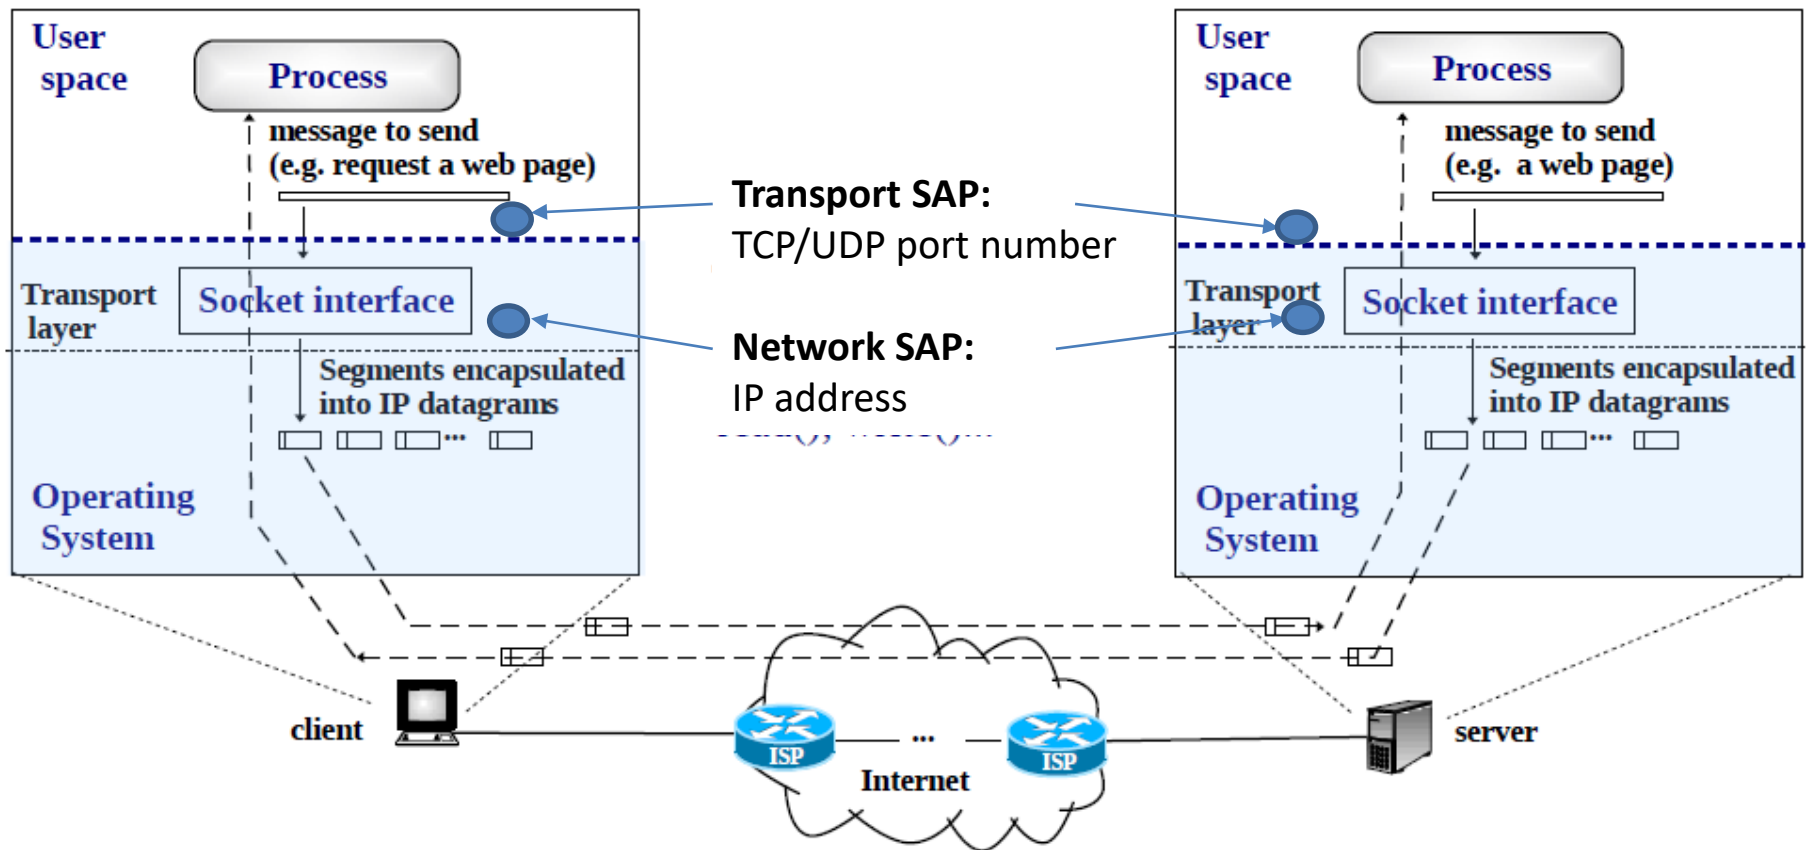 User
space
Process
message to send
(e.g. request a web page)
Transport
layer
Socket interface
Segments encapsulated
into IP datagrams
...
Operating
System
Transport SAP:
TCP/UDP port number
Network SAP:
IP address
User
space
Process
message to send
(e.g. a web page)
Transport
layer
Socket interface
Segments encapsulated
into IP datagrams
...
Operating
System
client
ISP
...
ISP
Internet
server